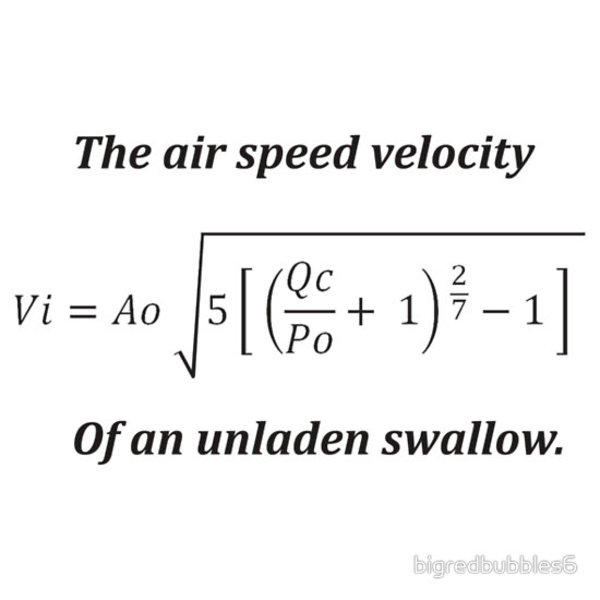 The air speed velocity
Vi = Ao √5[(Qc/Po + 1)^2/7 − 1]
Of an unladen swallow.
bigredbubbles6